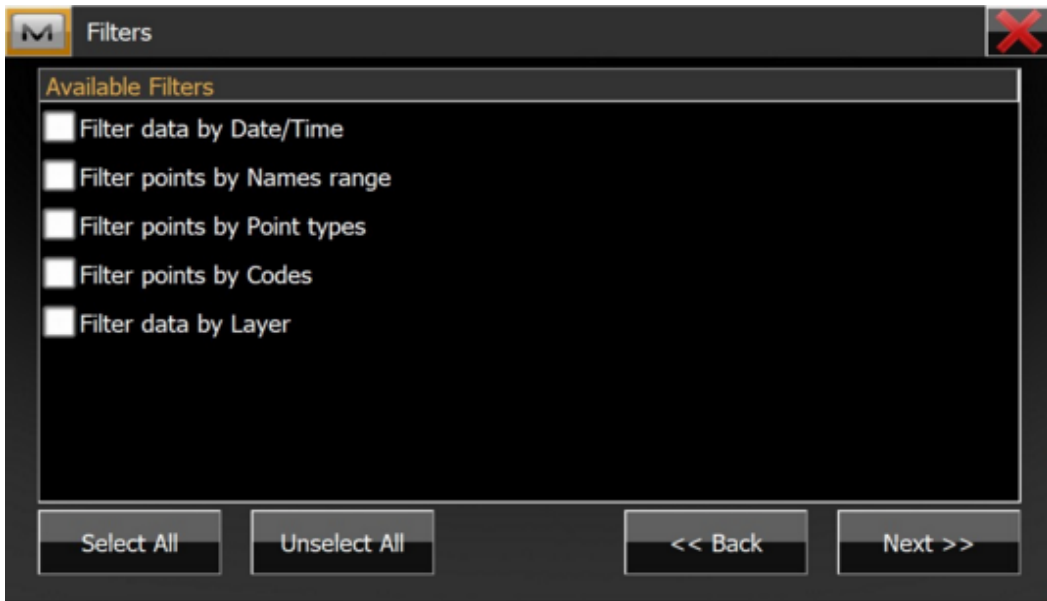 Filters
Available Filters
Filter data by Date/Time
Filter points by Names range
Filter points by Point types
Filter points by Codes
Filter data by Layer
Select All Unselect All << Back Next >>